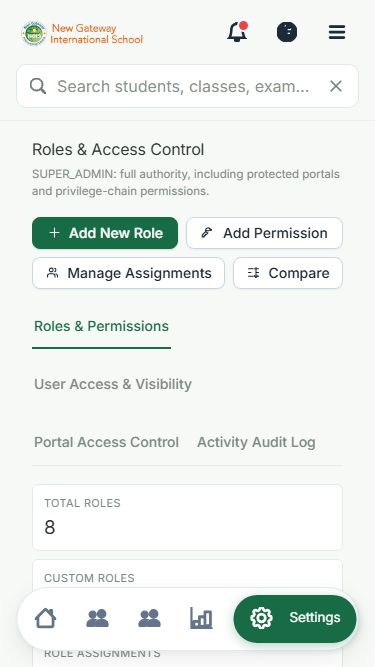 New Gateway
International School
Search students, classes, exam...
Roles & Access Control
SUPER_ADMIN: full authority, including protected portals
and privilege-chain permissions.
Add New Role
Add Permission
Manage Assignments
Compare
Roles & Permissions
User Access & Visibility
Portal Access Control
Activity Audit Log
TOTAL ROLES
8
CUSTOM ROLES
Settings
ROLE ASSIGNMENTS